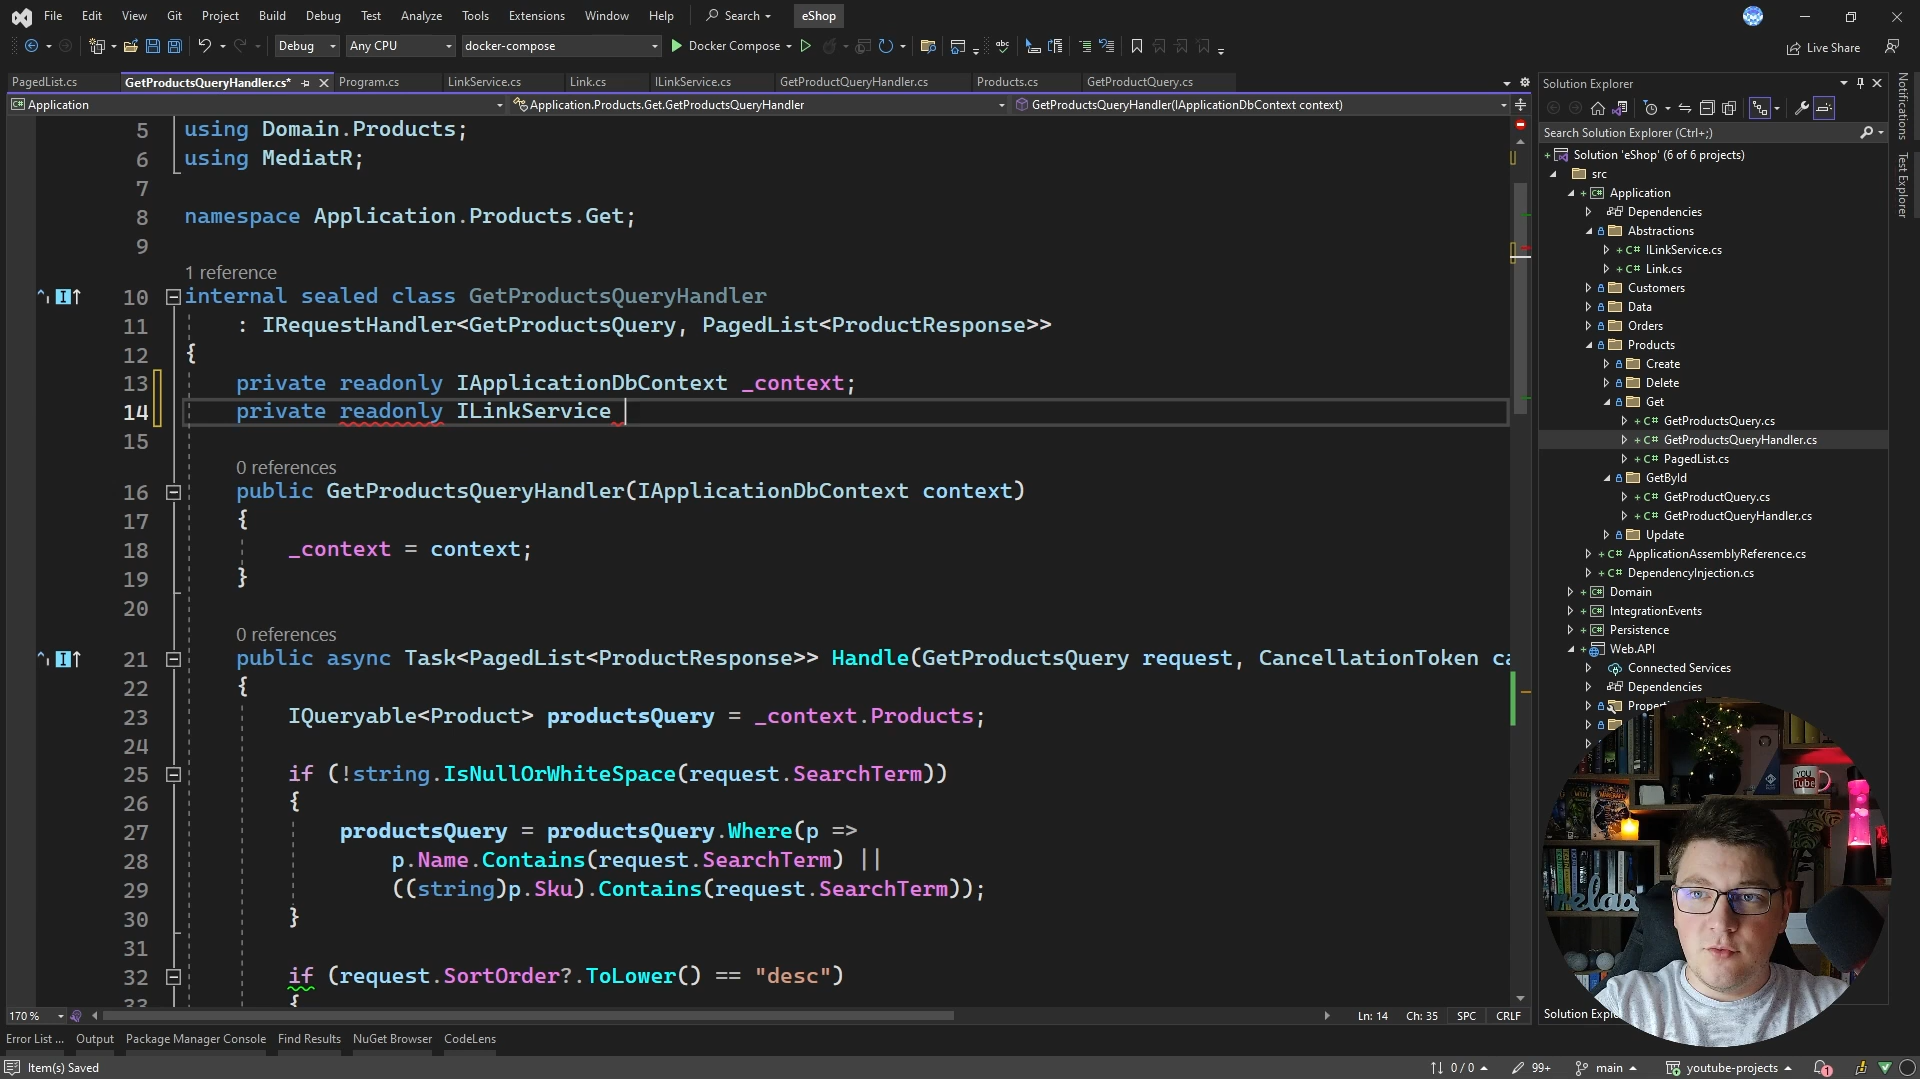 File Edit View Git Project Build Debug Test Analyze Tools Extensions Window Help Search eShop
Debug Any CPU docker-compose Docker Compose Live Share
PagedList.cs GetProductsQueryHandler.cs* Program.cs LinkService.cs Link.cs ILinkService.cs GetProductQueryHandler.cs Products.cs GetProductQuery.cs
Application Application.Products.Get.GetProductsQueryHandler GetProductsQueryHandler(IApplicationDbContext context)
5 using Domain.Products;
6 using MediatR;
7
8 namespace Application.Products.Get;
9
1 reference
10 internal sealed class GetProductsQueryHandler
11 : IRequestHandler<GetProductsQuery, PagedList<ProductResponse>>
12 {
13 private readonly IApplicationDbContext _context;
14 private readonly ILinkService
15
0 references
16 public GetProductsQueryHandler(IApplicationDbContext context)
17 {
18 _context = context;
19 }
20
0 references
21 public async Task<PagedList<ProductResponse>> Handle(GetProductsQuery request, CancellationToken ca
22 {
23 IQueryable<Product> productsQuery = _context.Products;
24
25 if (!string.IsNullOrWhiteSpace(request.SearchTerm))
26 {
27 productsQuery = productsQuery.Where(p =>
28 p.Name.Contains(request.SearchTerm) ||
29 ((string)p.Sku).Contains(request.SearchTerm));
30 }
31
32 if (request.SortOrder?.ToLower() == "desc")
33 {
170 % Ln: 14 Ch: 35 SPC CRLF
Error List ... Output Package Manager Console Find Results NuGet Browser CodeLens
Item(s) Saved 0 / 0 99+ main youtube-projects 1
Solution Explorer
Search Solution Explorer (Ctrl+;)
Solution 'eShop' (6 of 6 projects)
src
Application
Dependencies
Abstractions
ILinkService.cs
Link.cs
Customers
Data
Orders
Products
Create
Delete
Get
GetProductsQuery.cs
GetProductsQueryHandler.cs
PagedList.cs
GetById
GetProductQuery.cs
GetProductQueryHandler.cs
Update
ApplicationAssemblyReference.cs
DependencyInjection.cs
Domain
IntegrationEvents
Persistence
Web.API
Connected Services
Dependencies
Properti
Solution Explo
Notifications
Test Explorer
YOU
Tube
relax